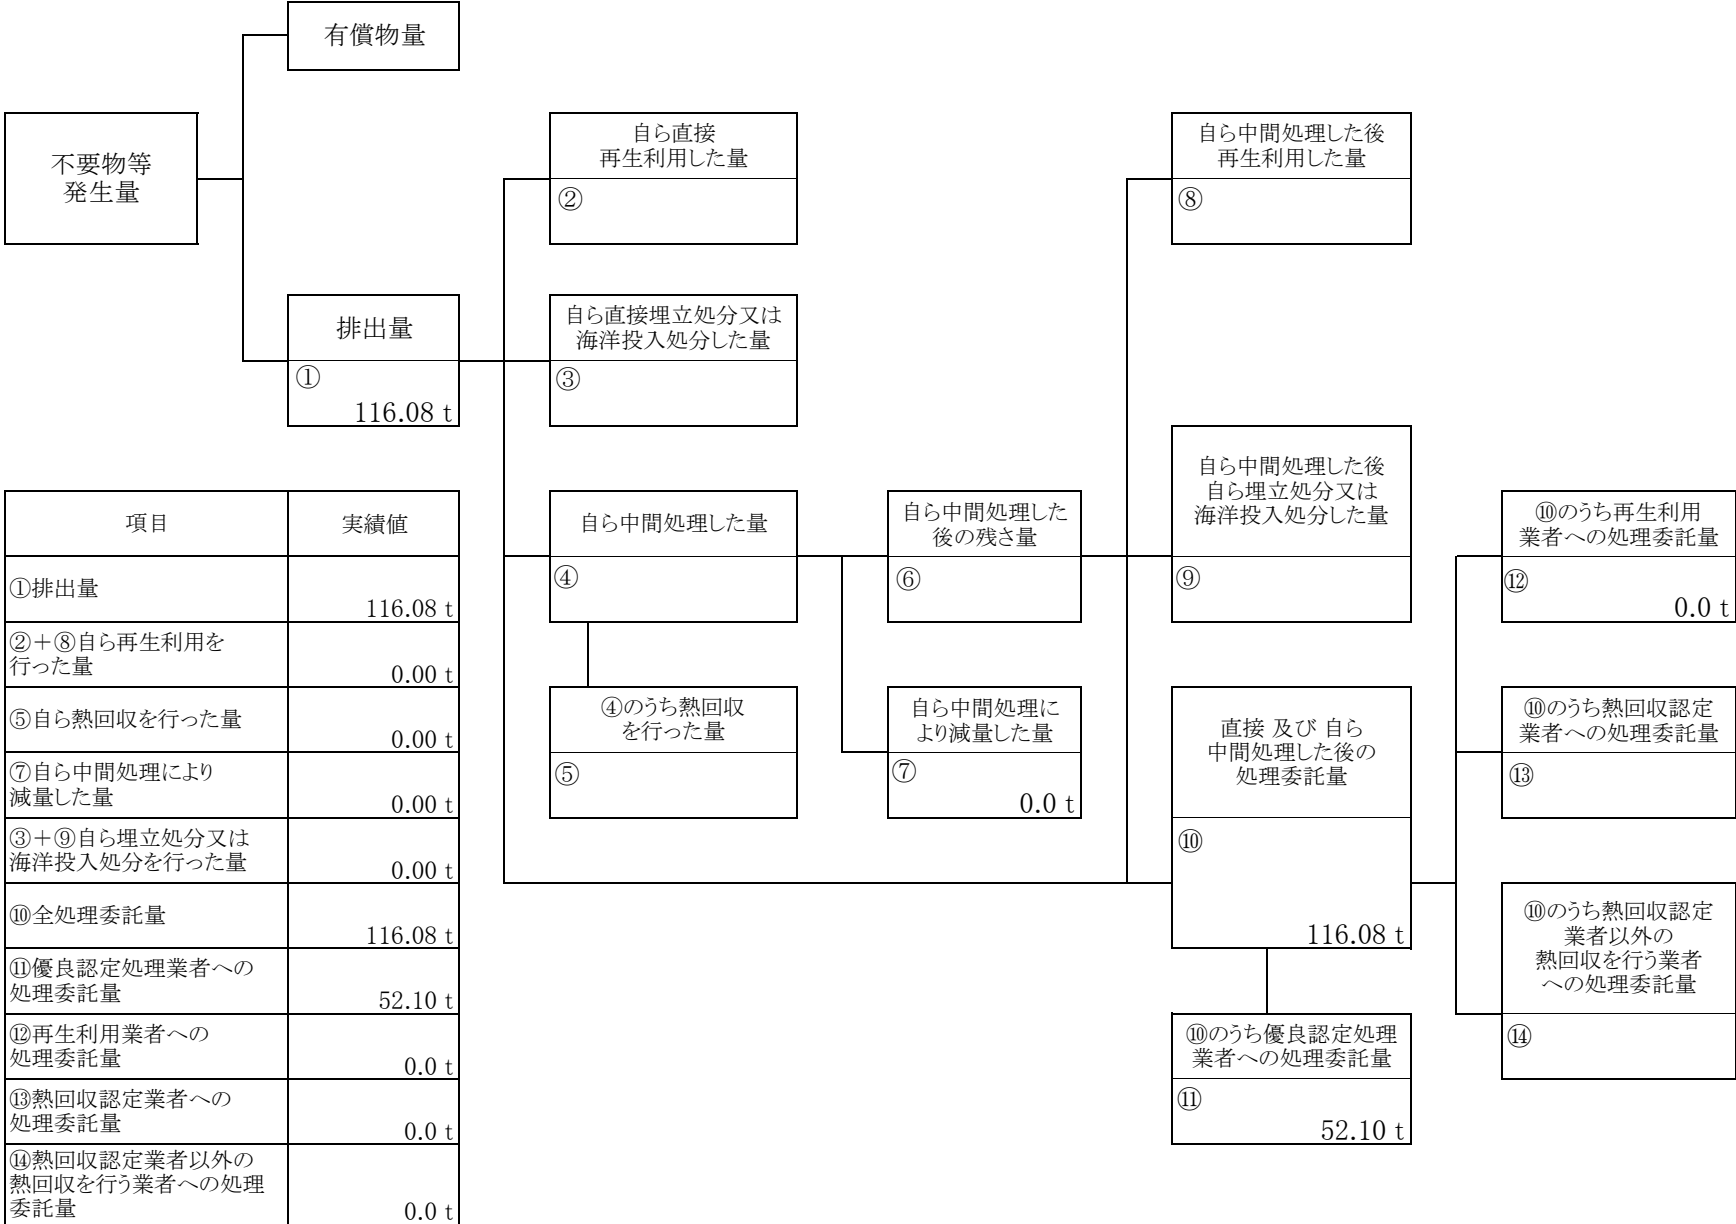 有償物量
不要物等
発生量
自ら直接
再生利用した量
②
自ら中間処理した後
再生利用した量
⑧
排出量
①
116.08 t
自ら直接埋立処分又は
海洋投入処分した量
③
自ら中間処理した量
④
自ら中間処理した
後の残さ量
⑥
自ら中間処理した後
自ら埋立処分又は
海洋投入処分した量
⑨
⑩のうち再生利用
業者への処理委託量
⑫
0.0 t
④のうち熱回収
を行った量
⑤
自ら中間処理に
より減量した量
⑦
0.0 t
直接 及び 自ら
中間処理した後の
処理委託量
⑩
116.08 t
⑩のうち熱回収認定
業者への処理委託量
⑬
⑩のうち熱回収認定
業者以外の
熱回収を行う業者
への処理委託量
⑭
⑩のうち優良認定処理
業者への処理委託量
⑪
52.10 t
項目
実績値
①排出量
116.08 t
②＋⑧自ら再生利用を
行った量
0.00 t
⑤自ら熱回収を行った量
0.00 t
⑦自ら中間処理により
減量した量
0.00 t
③＋⑨自ら埋立処分又は
海洋投入処分を行った量
0.00 t
⑩全処理委託量
116.08 t
⑪優良認定処理業者への
処理委託量
52.10 t
⑫再生利用業者への
処理委託量
0.0 t
⑬熱回収認定業者への
処理委託量
0.0 t
⑭熱回収認定業者以外の
熱回収を行う業者への処理
委託量
0.0 t